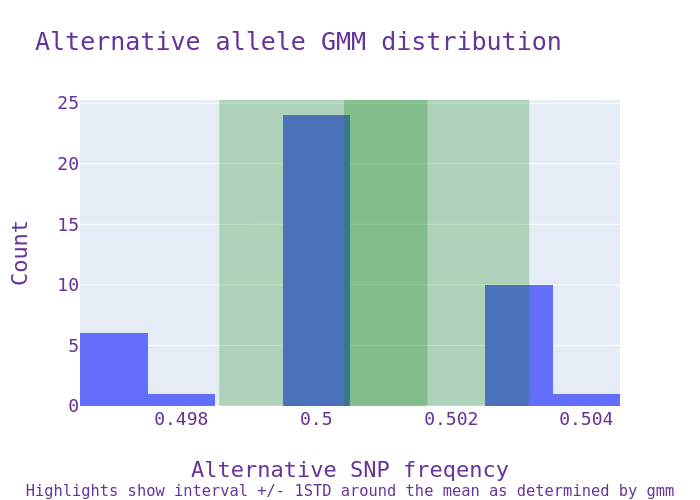 Alternative allele GMM distribution
25
20
15
10
5
0
Count
0.498
0.5
0.502
0.504
Alternative SNP freqency
Highlights show interval +/- 1STD around the mean as determined by gmm